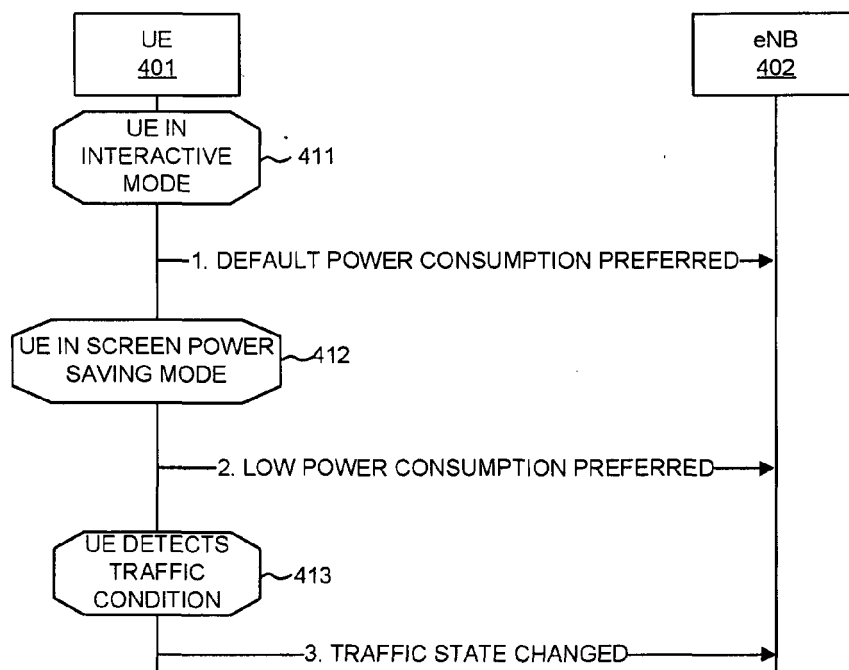 UE
401
eNB
402
UE IN
INTERACTIVE
MODE
411
1. DEFAULT POWER CONSUMPTION PREFERRED
UE IN SCREEN POWER
SAVING MODE
412
2. LOW POWER CONSUMPTION PREFERRED
UE DETECTS
TRAFFIC
CONDITION
413
3. TRAFFIC STATE CHANGED